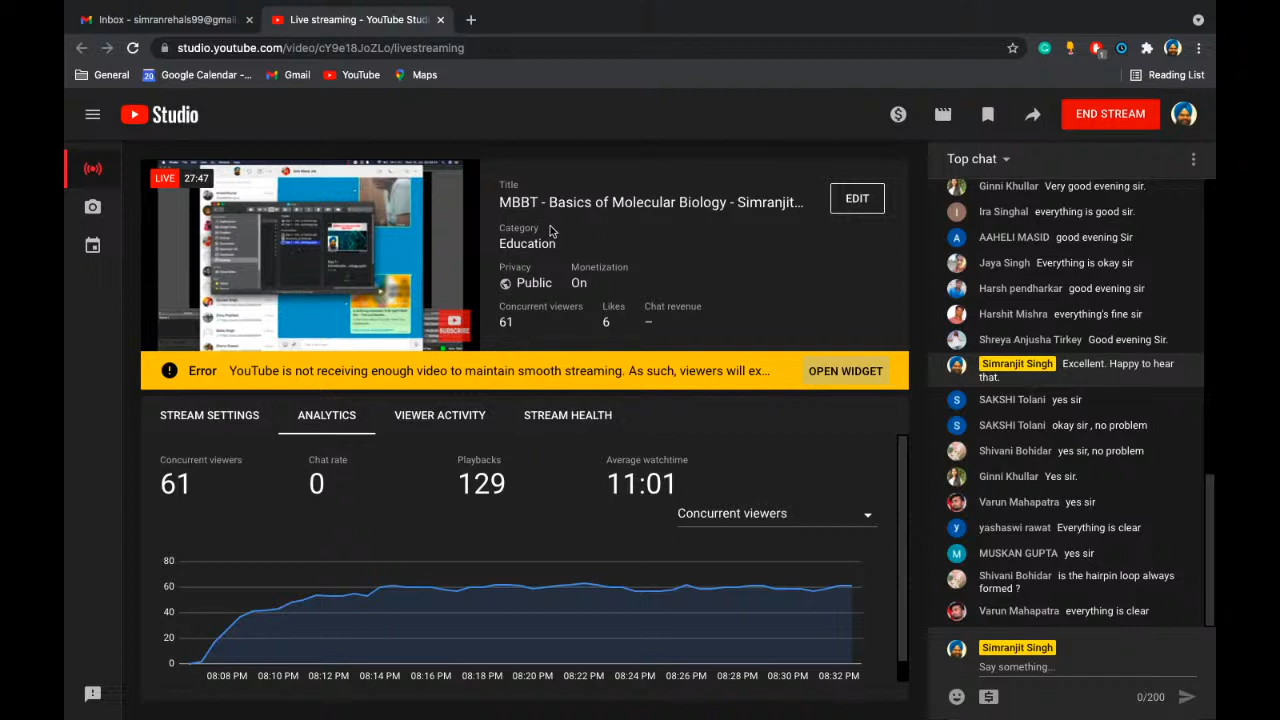 Inbox - simranrehals99@gmail
Live streaming - YouTube Studi
studio.youtube.com/video/cY9e18JoZLo/livestreaming
General
Google Calendar -...
Gmail
YouTube
Maps
Reading List
Studio
END STREAM
LIVE 27:47
SUBSCRIBE
Title
MBBT - Basics of Molecular Biology - Simranjit...
EDIT
Category
Education
Privacy
Public
Monetization
On
Concurrent viewers
61
Likes
6
Chat revenue
–
Error YouTube is not receiving enough video to maintain smooth streaming. As such, viewers will ex...
OPEN WIDGET
STREAM SETTINGS
ANALYTICS
VIEWER ACTIVITY
STREAM HEALTH
Concurrent viewers
61
Chat rate
0
Playbacks
129
Average watchtime
11:01
Concurrent viewers
80
60
40
20
0
08:08 PM 08:10 PM 08:12 PM 08:14 PM 08:16 PM 08:18 PM 08:20 PM 08:22 PM 08:24 PM 08:26 PM 08:28 PM 08:30 PM 08:32 PM
Top chat
Ginni Khullar Very good evening sir.
Ira Singhal everything is good sir.
AAHELI MASID good evening Sir
Jaya Singh Everything is okay sir
Harsh pendharkar good evening sir
Harshit Mishra everything's fine sir
Shreya Anjusha Tirkey Good evening Sir.
Simranjit Singh Excellent. Happy to hear
that.
SAKSHI Tolani yes sir
SAKSHI Tolani okay sir , no problem
Shivani Bohidar yes sir, no problem
Ginni Khullar Yes sir.
Varun Mahapatra yes sir
yashaswi rawat Everything is clear
MUSKAN GUPTA yes sir
Shivani Bohidar is the hairpin loop always
formed ?
Varun Mahapatra everything is clear
Simranjit Singh
Say something...
0/200